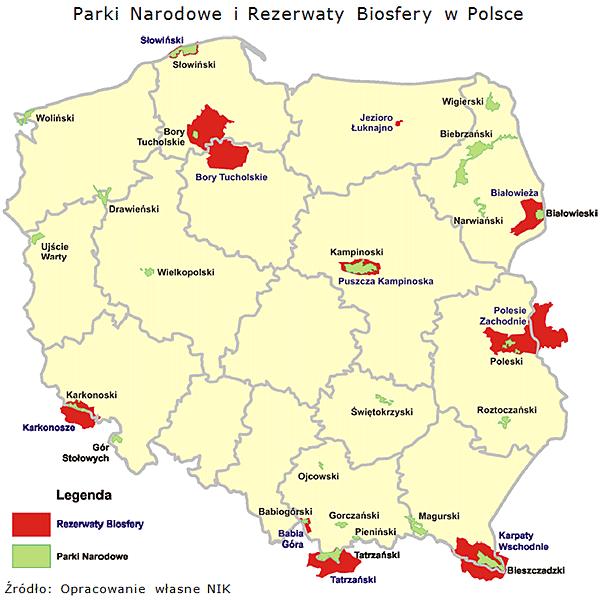 Parki Narodowe i Rezerwaty Biosfery w Polsce
Słowiński
Słowiński
Woliński
Bory
Tucholskie
Bory Tucholskie
Jezioro
Łuknajno
Wigierski
Biebrzański
Białowieża
Białowieski
Narwiański
Drawieński
Ujście
Warty
Wielkopolski
Kampinoski
Puszcza Kampinoska
Polesie
Zachodnie
Poleski
Karkonoski
Karkonosze
Gór
Stołowych
Świętokrzyski
Roztoczański
Ojcowski
Babiogórski
Babia
Góra
Gorczański
Pieniński
Magurski
Tatrzański
Tatrzański
Karpaty
Wschodnie
Bieszczadzki
Legenda
Rezerwaty Biosfery
Parki Narodowe
Źródło: Opracowanie własne NIK